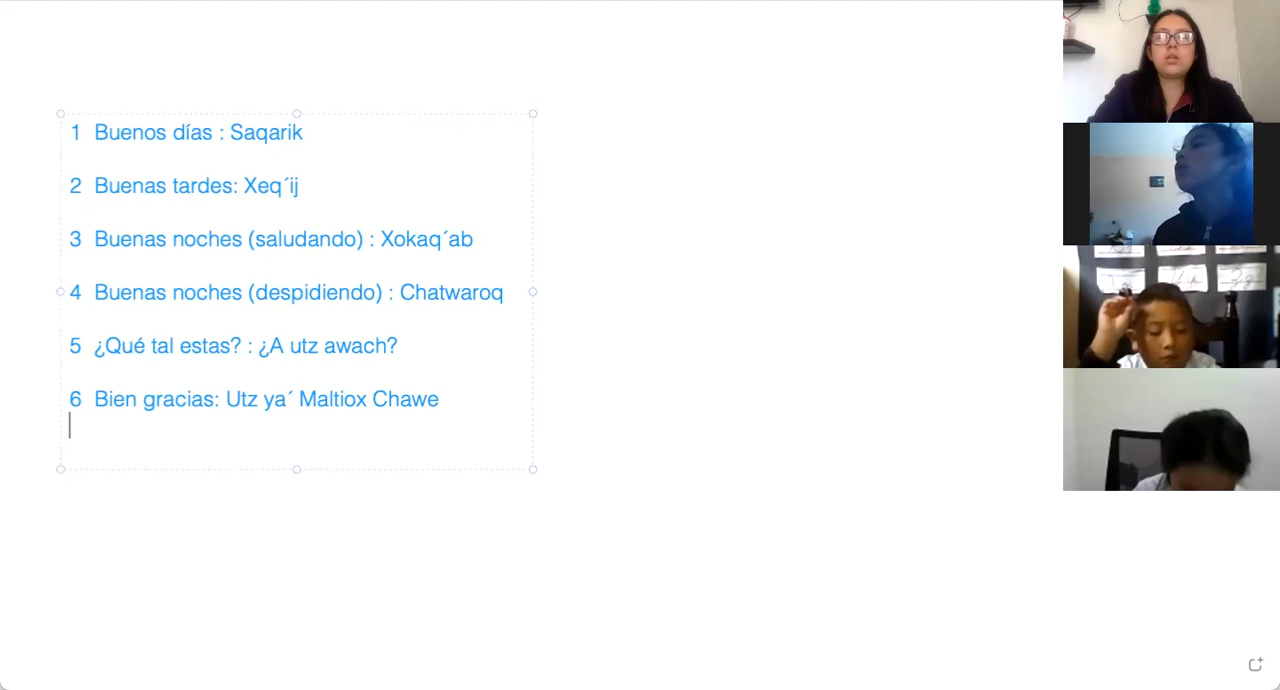 1 Buenos días : Saqarik
2 Buenas tardes: Xeq´ij
3 Buenas noches (saludando) : Xokaq´ab
4 Buenas noches (despidiendo) : Chatwaroq
5 ¿Qué tal estas? : ¿A utz awach?
6 Bien gracias: Utz ya´ Maltiox Chawe